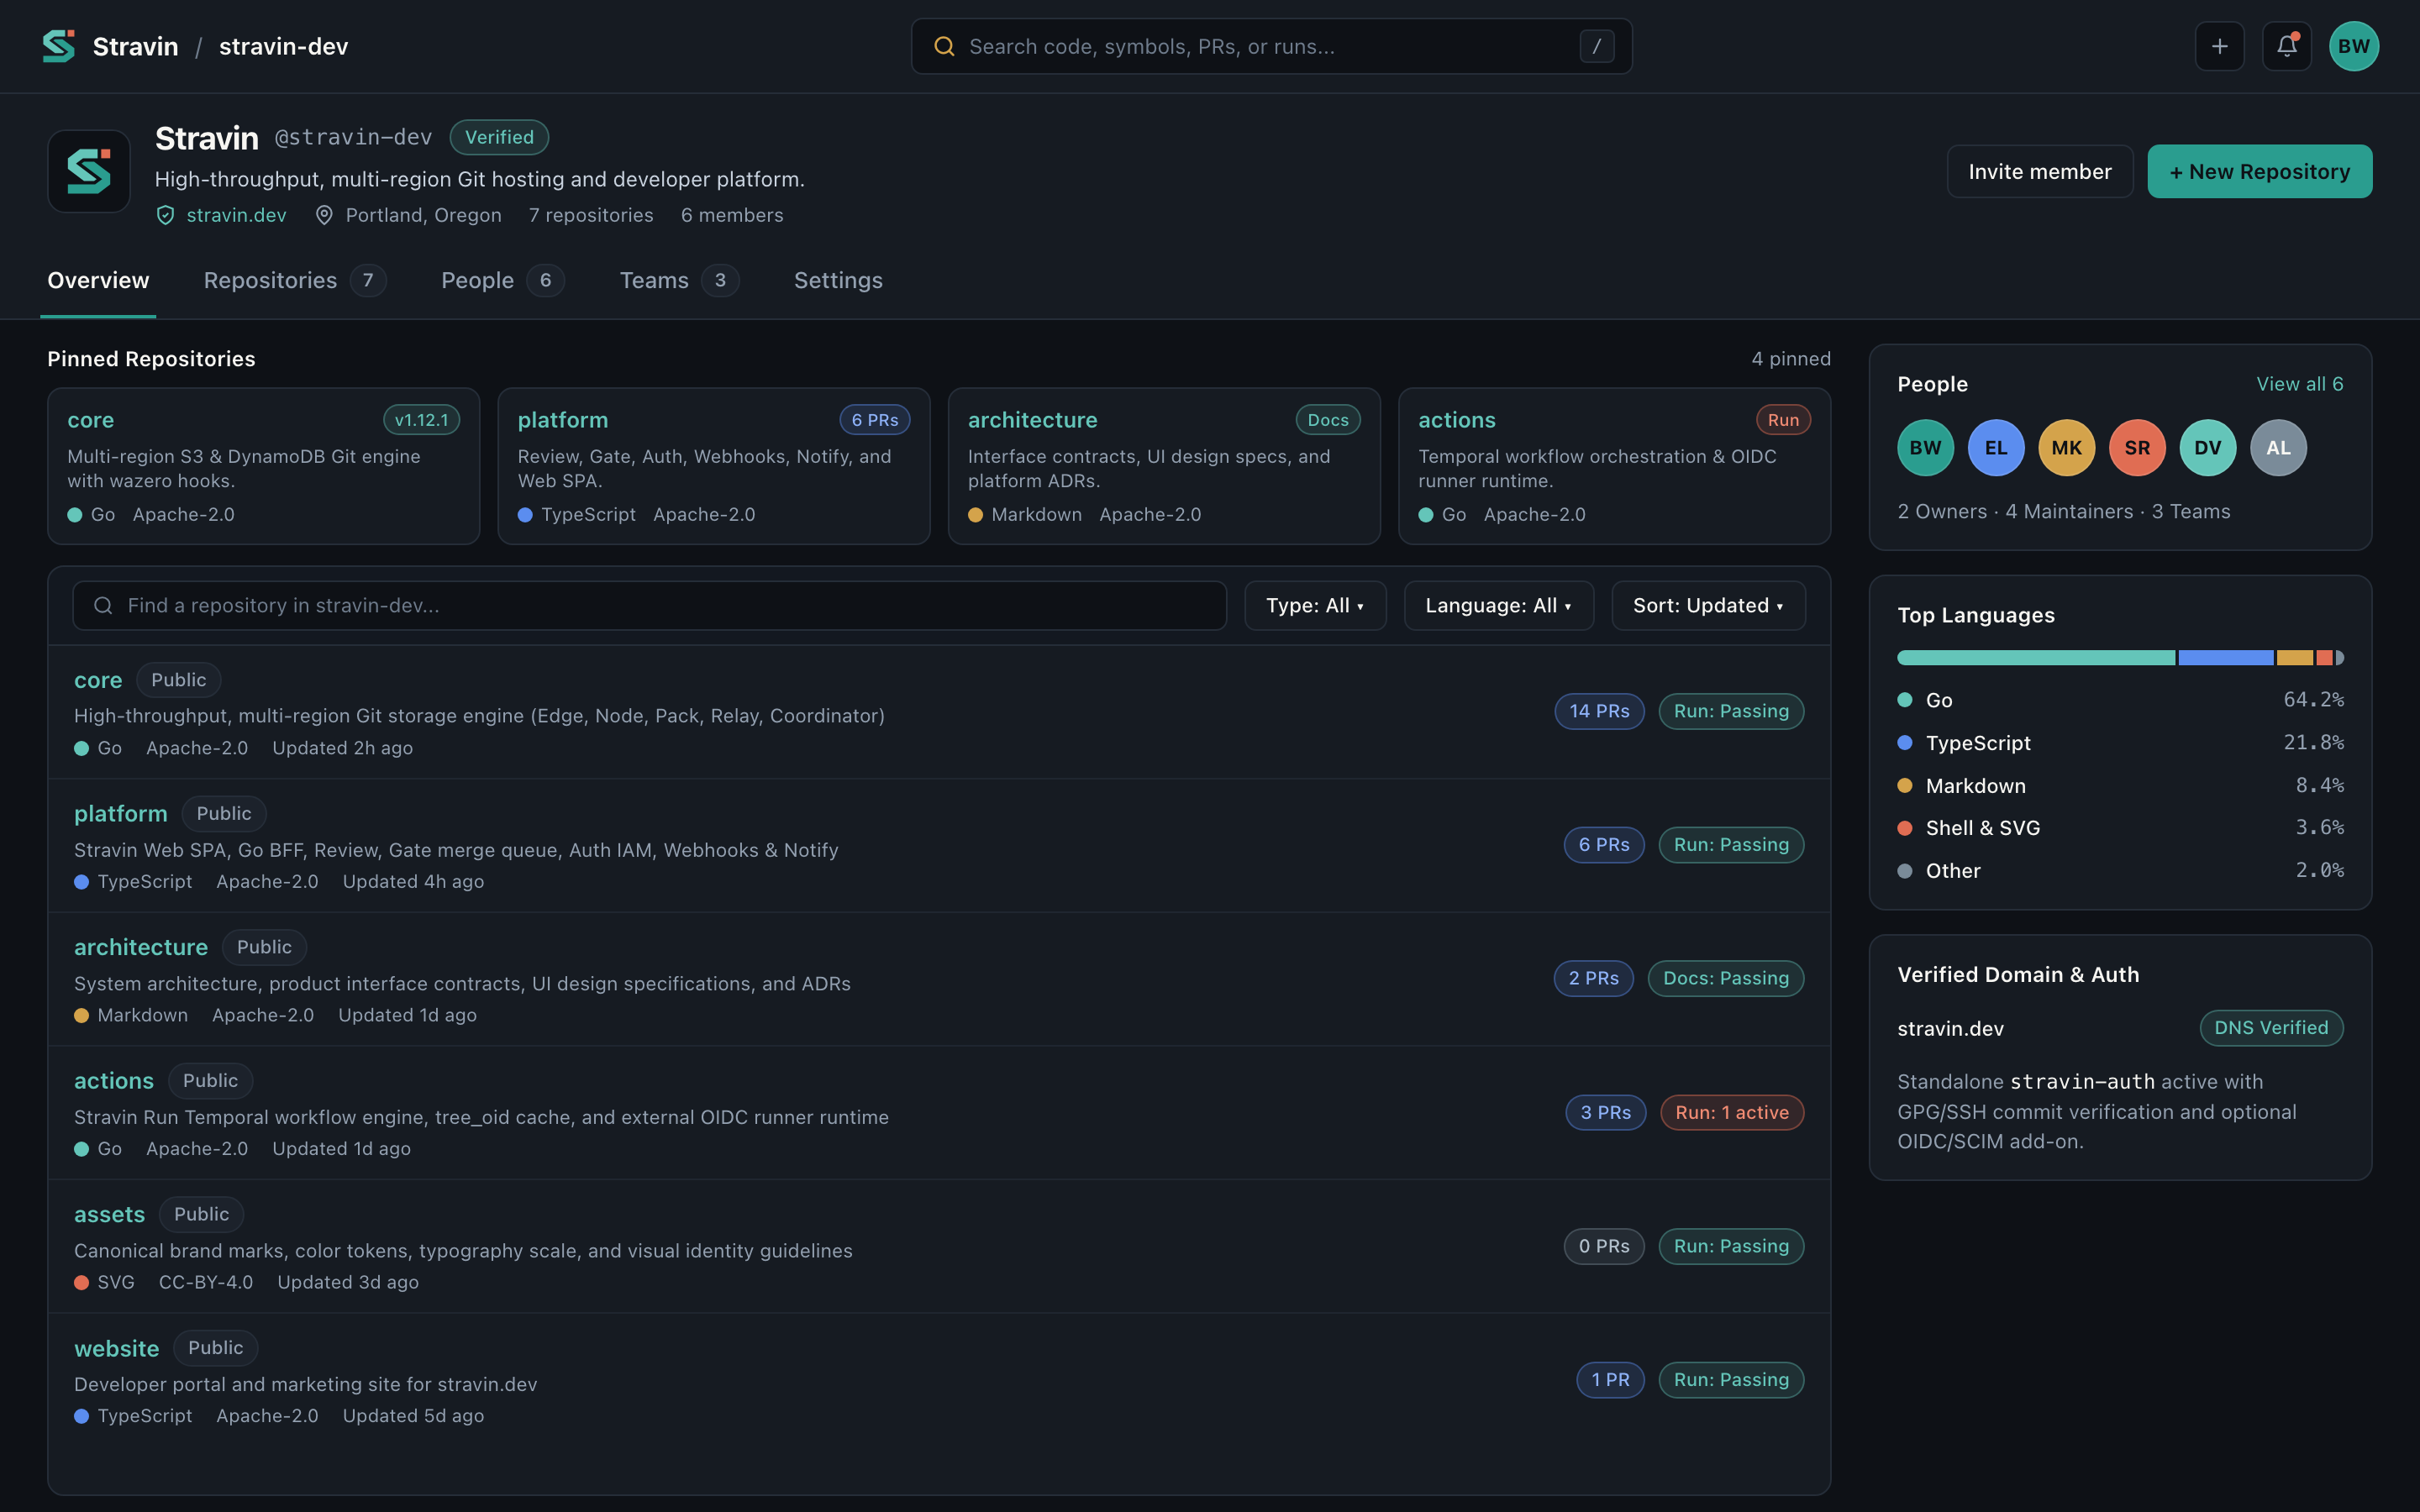 Stravin / stravin-dev
Search code, symbols, PRs, or runs... /
+ BW
Stravin @stravin-dev Verified
High-throughput, multi-region Git hosting and developer platform.
stravin.dev Portland, Oregon 7 repositories 6 members
Invite member + New Repository
Overview Repositories 7 People 6 Teams 3 Settings
Pinned Repositories 4 pinned
core v1.12.1
Multi-region S3 & DynamoDB Git engine
with wazero hooks.
Go Apache-2.0
platform 6 PRs
Review, Gate, Auth, Webhooks, Notify, and
Web SPA.
TypeScript Apache-2.0
architecture Docs
Interface contracts, UI design specs, and
platform ADRs.
Markdown Apache-2.0
actions Run
Temporal workflow orchestration & OIDC
runner runtime.
Go Apache-2.0
Find a repository in stravin-dev... Type: All ▾ Language: All ▾ Sort: Updated ▾
core Public
High-throughput, multi-region Git storage engine (Edge, Node, Pack, Relay, Coordinator)
Go Apache-2.0 Updated 2h ago
14 PRs Run: Passing
platform Public
Stravin Web SPA, Go BFF, Review, Gate merge queue, Auth IAM, Webhooks & Notify
TypeScript Apache-2.0 Updated 4h ago
6 PRs Run: Passing
architecture Public
System architecture, product interface contracts, UI design specifications, and ADRs
Markdown Apache-2.0 Updated 1d ago
2 PRs Docs: Passing
actions Public
Stravin Run Temporal workflow engine, tree_oid cache, and external OIDC runner runtime
Go Apache-2.0 Updated 1d ago
3 PRs Run: 1 active
assets Public
Canonical brand marks, color tokens, typography scale, and visual identity guidelines
SVG CC-BY-4.0 Updated 3d ago
0 PRs Run: Passing
website Public
Developer portal and marketing site for stravin.dev
TypeScript Apache-2.0 Updated 5d ago
1 PR Run: Passing
People View all 6
BW EL MK SR DV AL
2 Owners · 4 Maintainers · 3 Teams
Top Languages
Go 64.2%
TypeScript 21.8%
Markdown 8.4%
Shell & SVG 3.6%
Other 2.0%
Verified Domain & Auth
stravin.dev DNS Verified
Standalone stravin-auth active with
GPG/SSH commit verification and optional
OIDC/SCIM add-on.